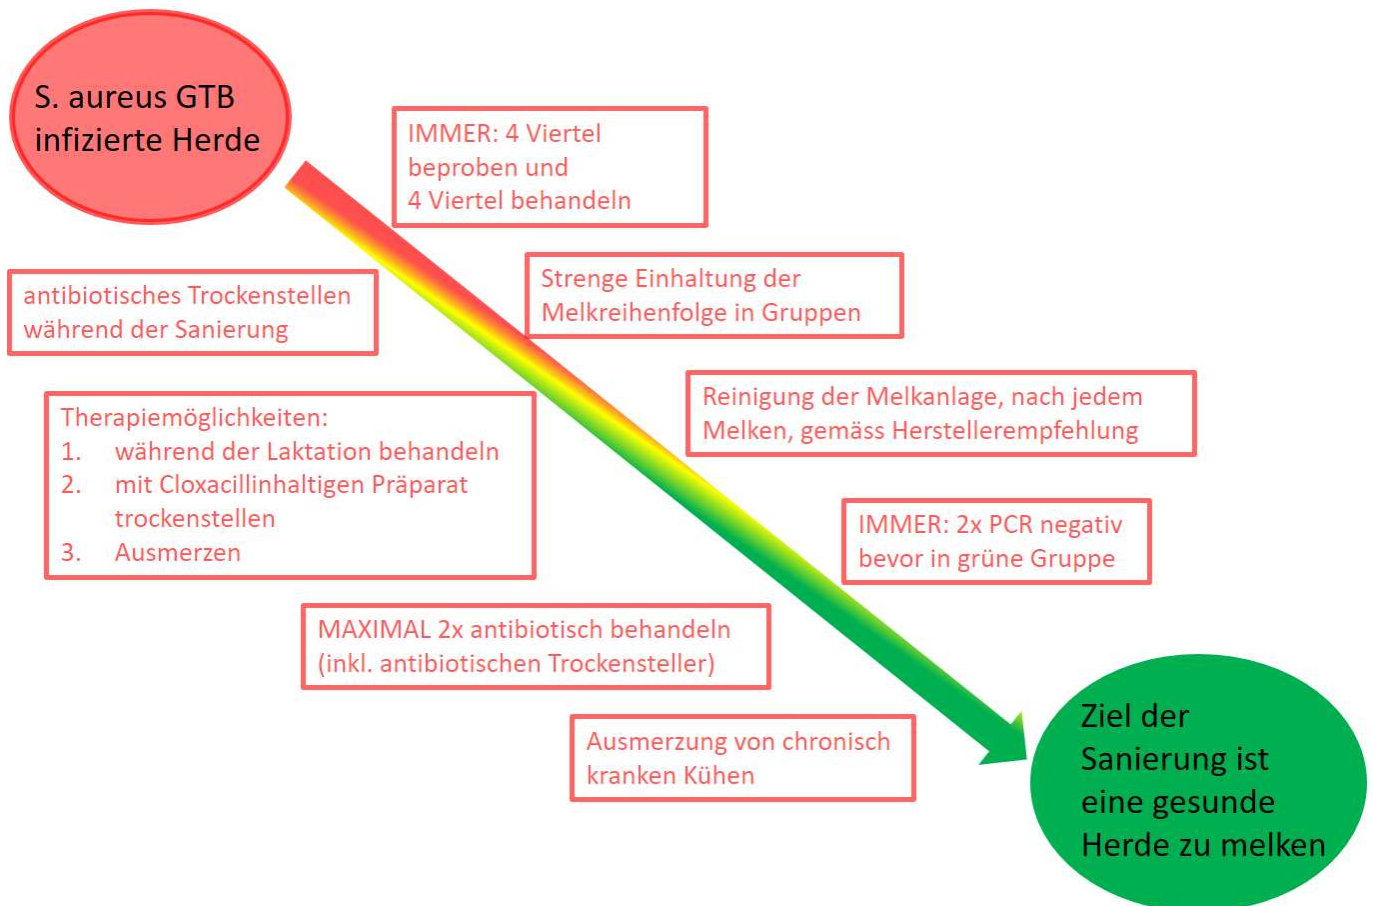 S. aureus GTB
infizierte Herde
IMMER: 4 Viertel
beproben und
4 Viertel behandeln
antibiotisches Trockenstellen
während der Sanierung
Strenge Einhaltung der
Melkreihenfolge in Gruppen
Reinigung der Melkanlage, nach jedem
Melken, gemäss Herstellerempfehlung
Therapiemöglichkeiten:
1. während der Laktation behandeln
2. mit Cloxacillinhaltigen Präparat
trockenstellen
3. Ausmerzen
IMMER: 2x PCR negativ
bevor in grüne Gruppe
MAXIMAL 2x antibiotisch behandeln
(inkl. antibiotischen Trockensteller)
Ausmerzung von chronisch
kranken Kühen
Ziel der
Sanierung ist
eine gesunde
Herde zu melken